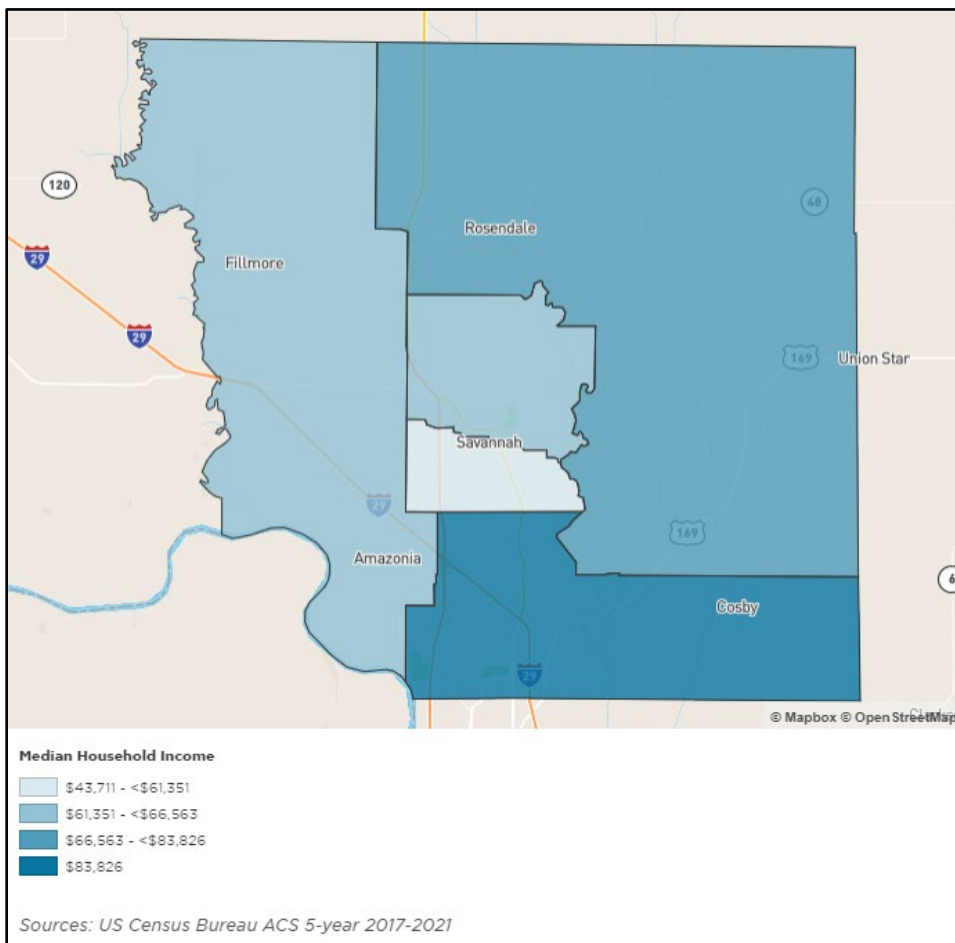 120
48
Rosendale
29
Fillmore
29
169
Union Star
Savannah
29
169
Amazonia
6
Cosby
29
© Mapbox © OpenStreetMap
Median Household Income
$43,711 - <$61,351
$61,351 - <$66,563
$66,563 - <$83,826
$83,826
Sources: US Census Bureau ACS 5-year 2017-2021